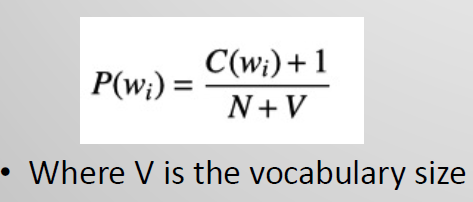 P(wᵢ) = C(wᵢ) + 1 / N + V
• Where V is the vocabulary size